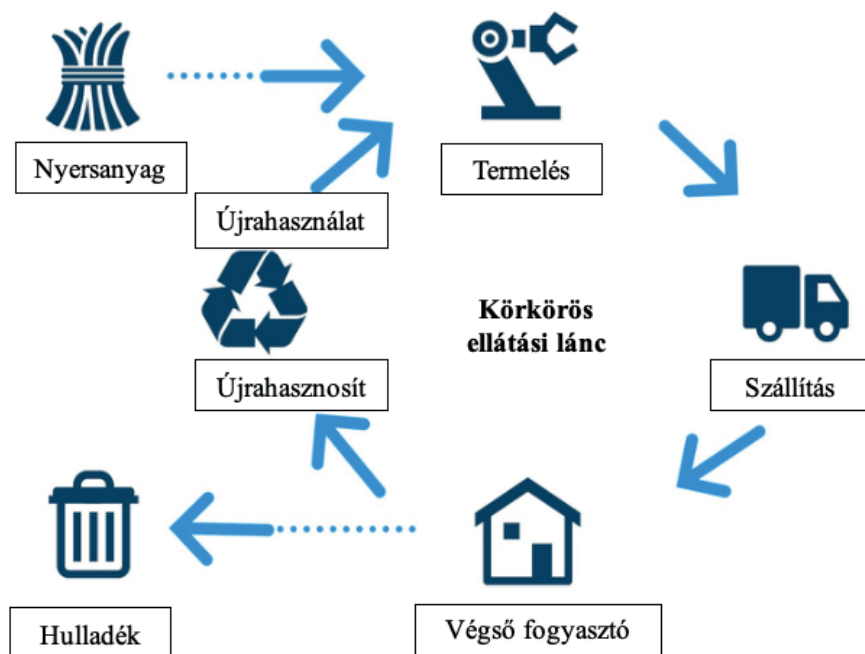 Nyersanyag
Termelés
Újrahasználat
Körkörös
ellátási lánc
Újrahasznosít
Szállítás
Hulladék
Végső fogyasztó